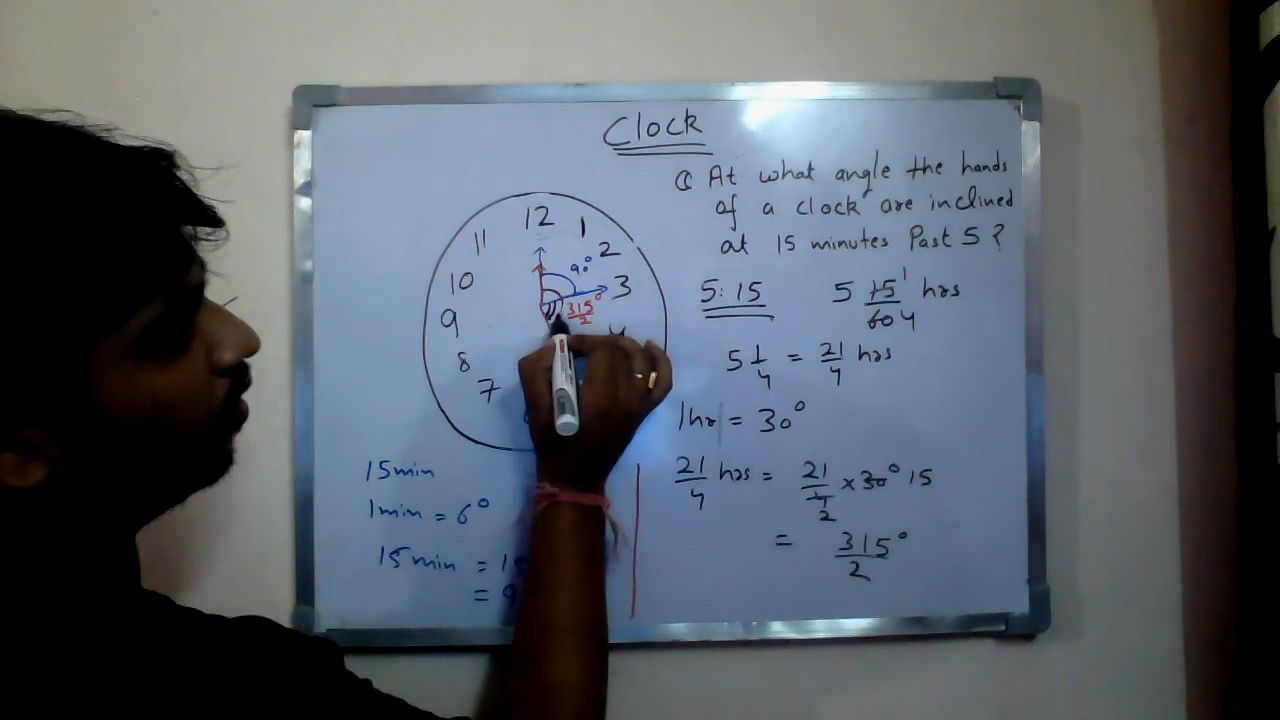 Clock
Q At what angle the hands
of a clock are inclined
at 15 minutes Past 5 ?
12
11
1
2
10
90°
3
9
315°/2
8
7
5:15
5 15/60 1 4 hrs
5 1/4 = 21/4 hrs
1hr = 30°
21/4 hrs = 21/4 × 30° 15
2
= 315°/2
15min
1min = 6°
15min =
=